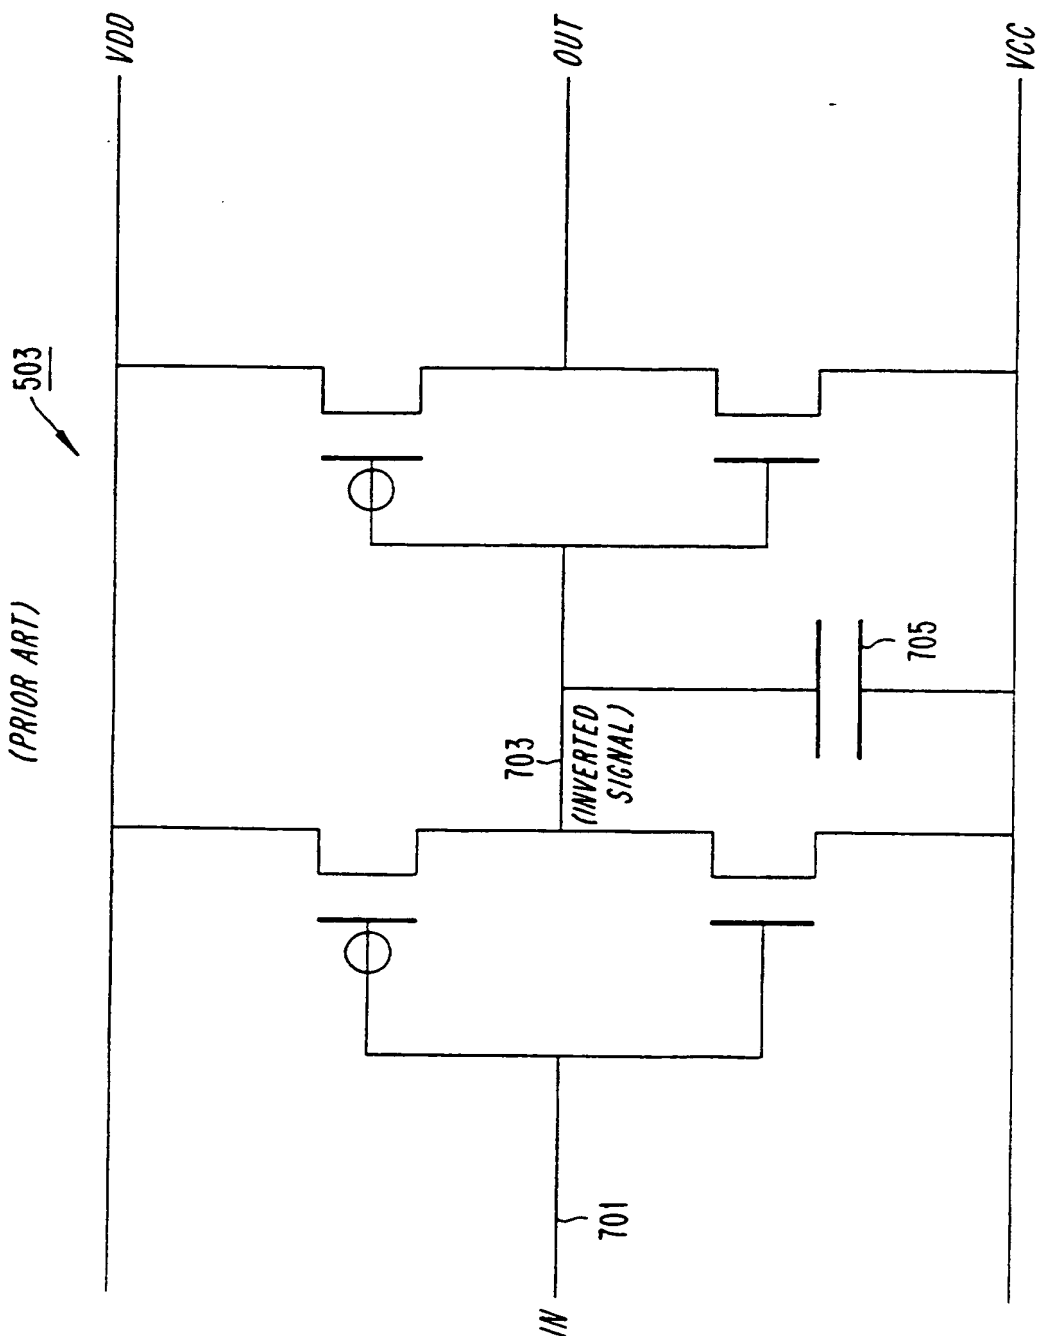 (PRIOR ART)
503
VDD
OUT
VCC
703
(INVERTED
SIGNAL)
705
701
IN